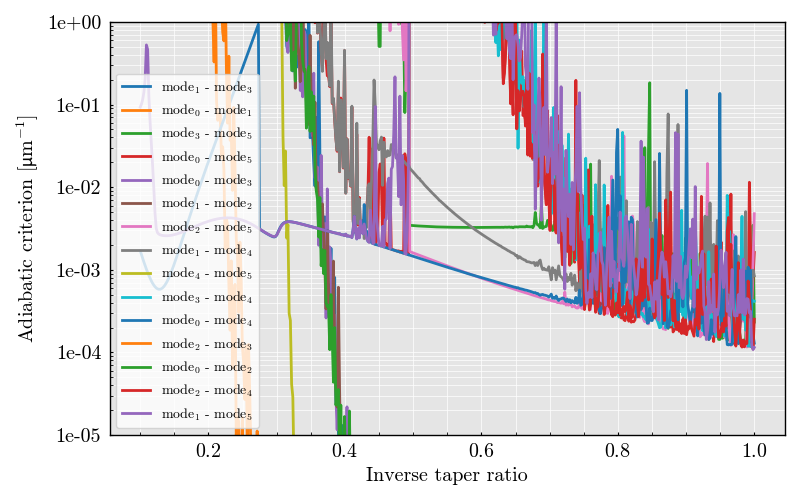 1e+00
1e-01
1e-02
1e-03
1e-04
1e-05
Adiabatic criterion [µm⁻¹]
mode₁ - mode₃
mode₀ - mode₁
mode₃ - mode₅
mode₀ - mode₅
mode₀ - mode₃
mode₁ - mode₂
mode₂ - mode₅
mode₁ - mode₄
mode₄ - mode₅
mode₃ - mode₄
mode₀ - mode₄
mode₂ - mode₃
mode₀ - mode₂
mode₂ - mode₄
mode₁ - mode₅
0.2 0.4 0.6 0.8 1.0
Inverse taper ratio